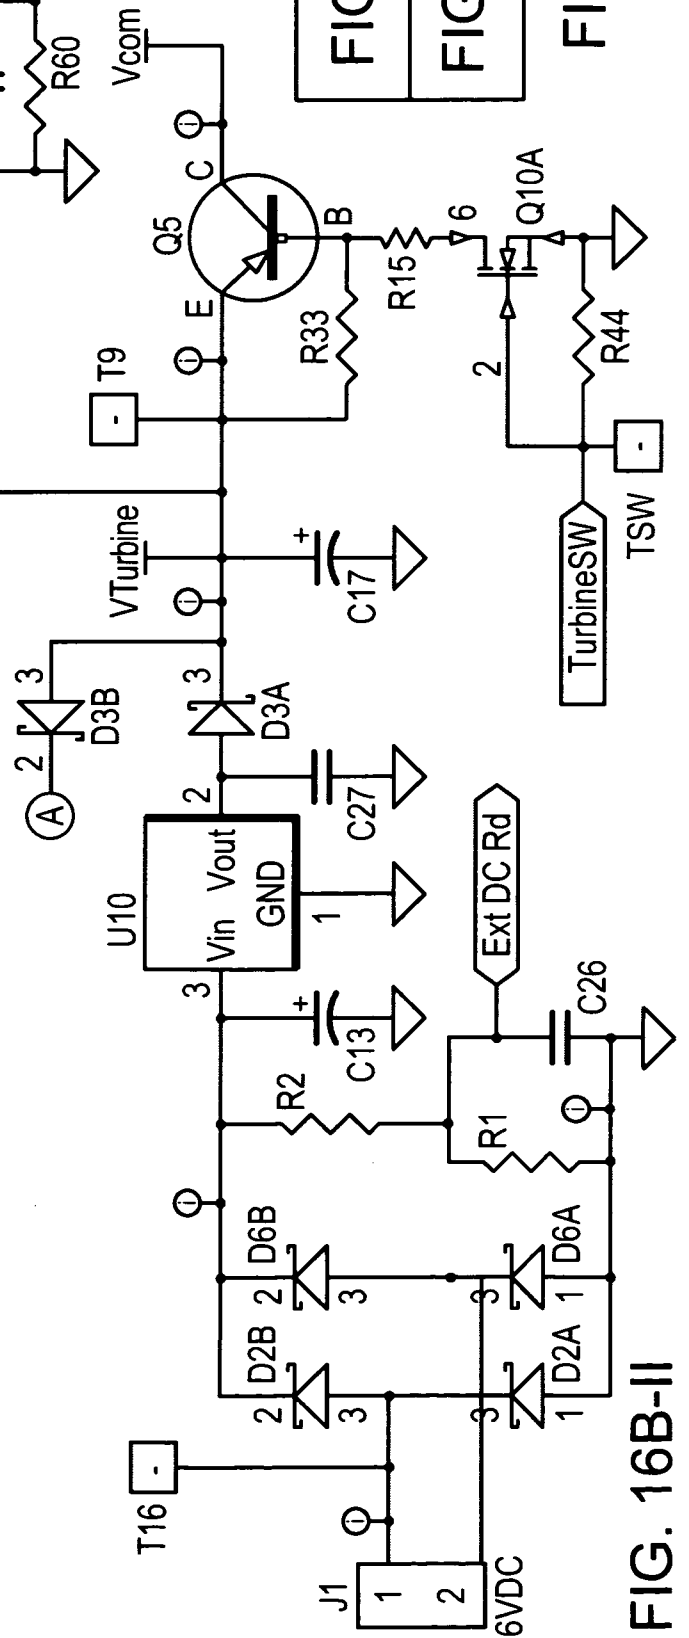 R60
Vcom
FIG
FIG
FI
Q5
C
E
B
6
Q10A
R15
R33
2
R44
T9
-
TSW
-
TurbineSW
VTurbine
+
C17
i
i
i
A
2
3
D3B
3
D3A
2
C27
U10
Vin
Vout
GND
1
3
+
C13
Ext DC Rd
C26
R2
R1
i
i
D6B
2
3
D6A
3
1
D2B
2
3
D2A
3
1
T16
-
i
J1
1
2
6VDC
FIG. 16B-II